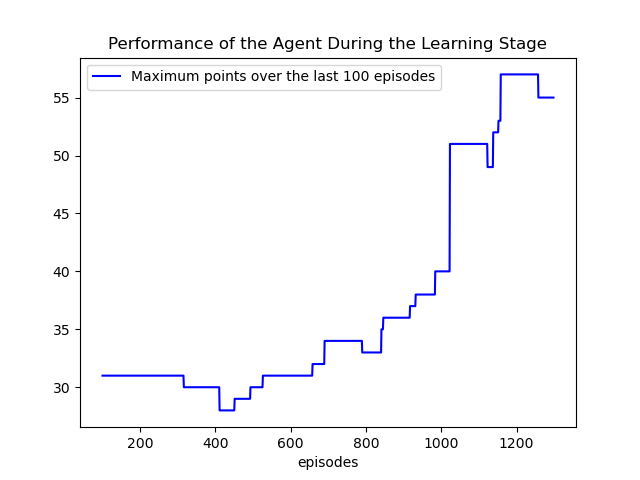 Performance of the Agent During the Learning Stage
Maximum points over the last 100 episodes
55
50
45
40
35
30
200 400 600 800 1000 1200
episodes